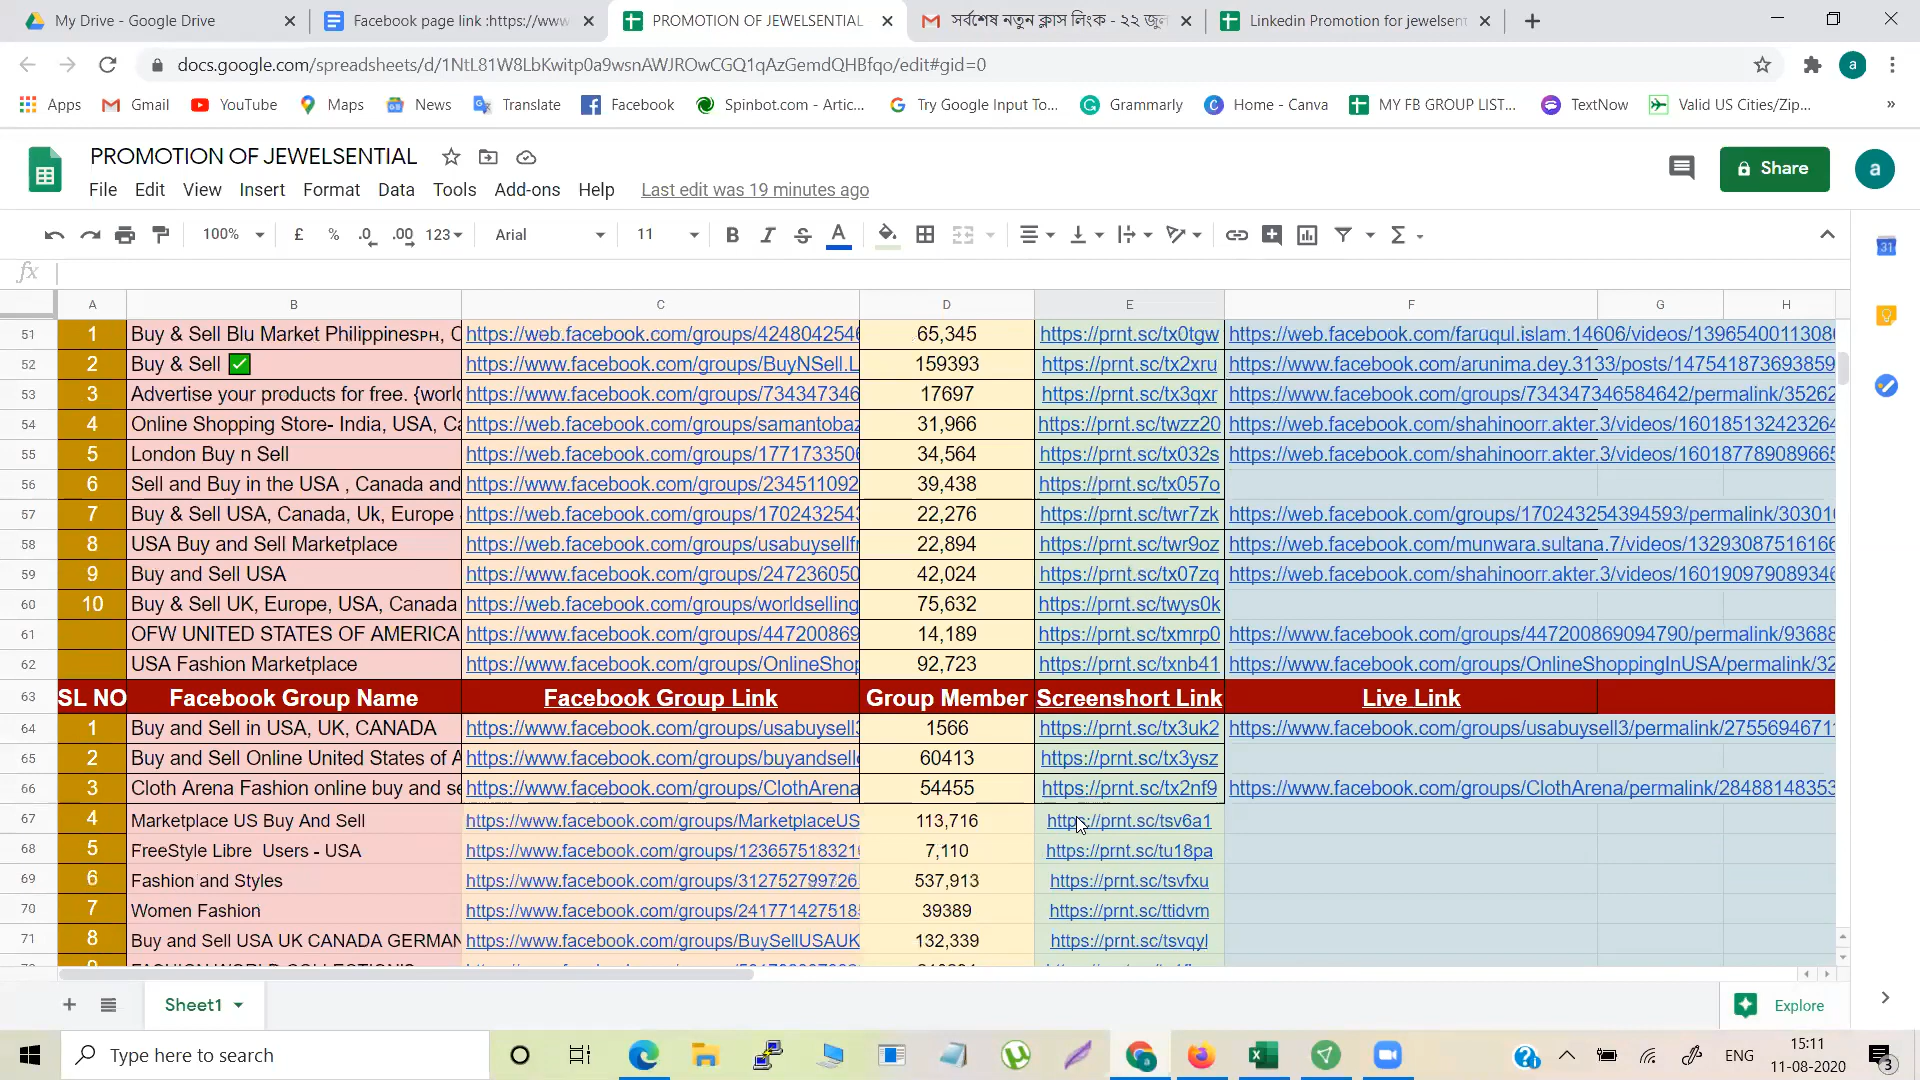 My Drive - Google Drive
Facebook page link :https://www
PROMOTION OF JEWELSENTIAL
সর্বশেষ নতুন ক্লাস লিংক - ২২ জুল
Linkedin Promotion for jewelsent
docs.google.com/spreadsheets/d/1NtL81W8LbKwitp0a9wsnAWJROwCGQ1qAzGemdQHBfqo/edit#gid=0
a
Apps Gmail YouTube Maps News Translate Facebook Spinbot.com - Artic... Try Google Input To... Grammarly Home - Canva MY FB GROUP LIST... TextNow Valid US Cities/Zip... »
PROMOTION OF JEWELSENTIAL
Share
a
File Edit View Insert Format Data Tools Add-ons Help Last edit was 19 minutes ago
100% £ % .0 .00 123 Arial 11 B I S A Σ
31
fx
A B C D E F G H
51 1 Buy & Sell Blu Market PhilippinesPH, C https://web.facebook.com/groups/4248042546 65,345 https://prnt.sc/tx0tgw https://web.facebook.com/faruqul.islam.14606/videos/139654001130808
52 2 Buy & Sell ✅ https://web.facebook.com/groups/BuyNSell.L 159393 https://prnt.sc/tx2xru https://www.facebook.com/arunima.dey.3133/posts/1475418736938598
53 3 Advertise your products for free. {worlc https://www.facebook.com/groups/734347346 17697 https://prnt.sc/tx3qxr https://www.facebook.com/groups/734347346584642/permalink/35262
54 4 Online Shopping Store- India, USA, Ca https://web.facebook.com/groups/samantobaz 31,966 https://prnt.sc/twzz20 https://web.facebook.com/shahinoorr.akter.3/videos/1601851324232264
55 5 London Buy n Sell https://web.facebook.com/groups/1771733506 34,564 https://prnt.sc/tx032s https://web.facebook.com/shahinoorr.akter.3/videos/160187789089665
56 6 Sell and Buy in the USA , Canada and https://web.facebook.com/groups/234511092 39,438 https://prnt.sc/tx057o
57 7 Buy & Sell USA, Canada, Uk, Europe https://web.facebook.com/groups/1702432543 22,276 https://prnt.sc/twr7zk https://web.facebook.com/groups/170243254394593/permalink/30301
58 8 USA Buy and Sell Marketplace https://web.facebook.com/groups/usabuysellf 22,894 https://prnt.sc/twr9oz https://web.facebook.com/munwara.sultana.7/videos/1329308751616
59 9 Buy and Sell USA https://www.facebook.com/groups/247236050 42,024 https://prnt.sc/tx07zq https://web.facebook.com/shahinoorr.akter.3/videos/160190979089346
60 10 Buy & Sell UK, Europe, USA, Canada https://web.facebook.com/groups/worldselling 75,632 https://prnt.sc/twys0k
61 OFW UNITED STATES OF AMERICA https://www.facebook.com/groups/447200869 14,189 https://prnt.sc/txmrp0 https://www.facebook.com/groups/447200869094790/permalink/93688
62 USA Fashion Marketplace https://www.facebook.com/groups/OnlineShop 92,723 https://prnt.sc/txnb41 https://www.facebook.com/groups/OnlineShoppingInUSA/permalink/32
63 SL NO Facebook Group Name Facebook Group Link Group Member Screenshort Link Live Link
64 1 Buy and Sell in USA, UK, CANADA https://www.facebook.com/groups/usabuysell3 1566 https://prnt.sc/tx3uk2 https://www.facebook.com/groups/usabuysell3/permalink/2755694671
65 2 Buy and Sell Online United States of A https://www.facebook.com/groups/buyandsell 60413 https://prnt.sc/tx3ysz
66 3 Cloth Arena Fashion online buy and se https://www.facebook.com/groups/ClothArena 54455 https://prnt.sc/tx2nf9 https://www.facebook.com/groups/ClothArena/permalink/28488148353
67 4 Marketplace US Buy And Sell https://www.facebook.com/groups/MarketplaceUS 113,716 https://prnt.sc/tsv6a1
68 5 FreeStyle Libre Users - USA https://www.facebook.com/groups/123657518321 7,110 https://prnt.sc/tu18pa
69 6 Fashion and Styles https://www.facebook.com/groups/312752799726 537,913 https://prnt.sc/tsvfxu
70 7 Women Fashion https://www.facebook.com/groups/241771427518 39389 https://prnt.sc/ttidvm
71 8 Buy and Sell USA UK CANADA GERMAN https://www.facebook.com/groups/BuySellUSAUK 132,339 https://prnt.sc/tsvqyl
Sheet1
Explore
Type here to search
ENG
15:11
11-08-2020
3